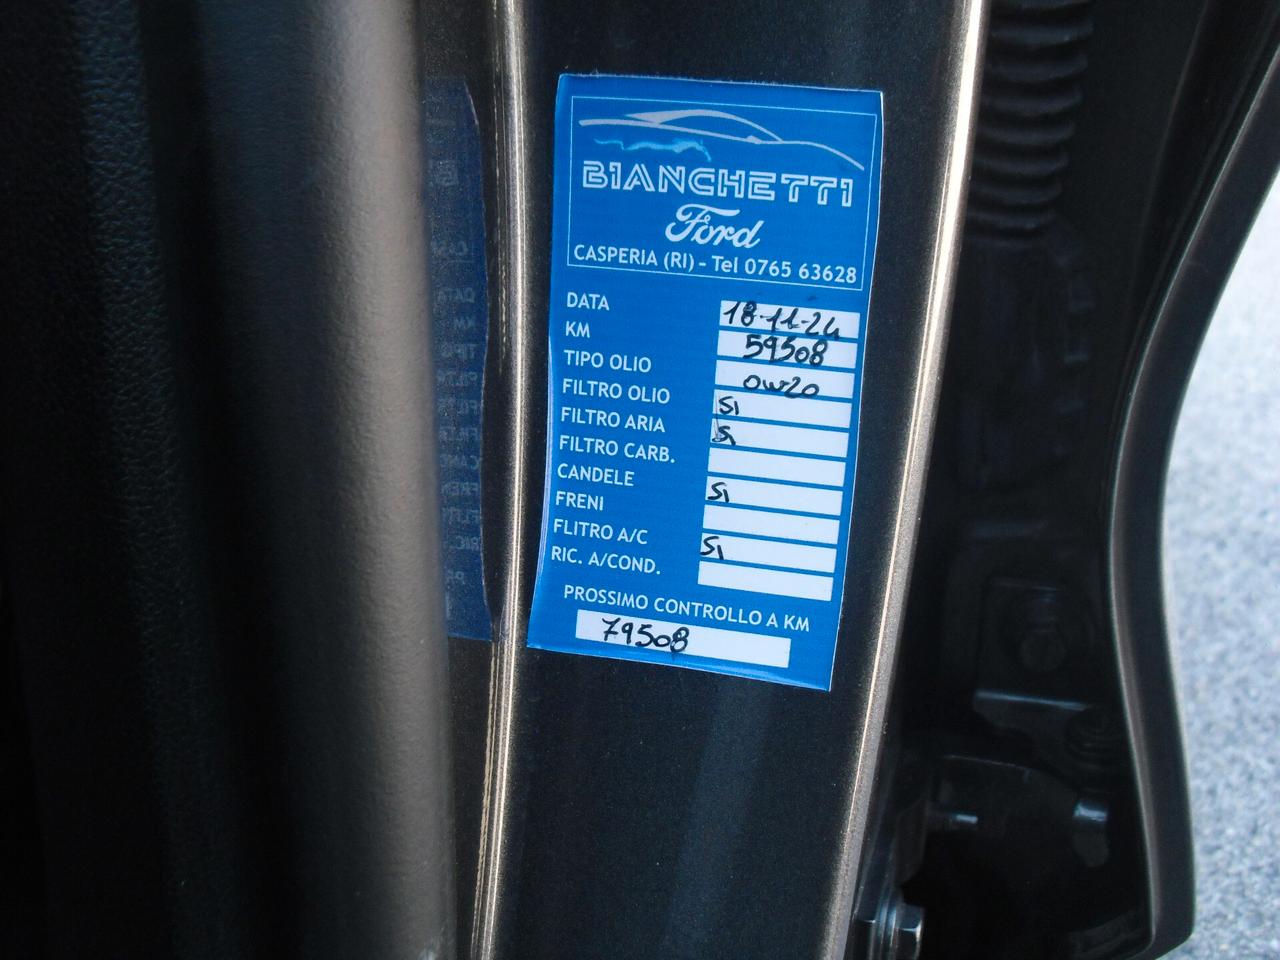 BIANCHETTI
Ford
CASPERIA (RI) - Tel 0765 63628
DATA 18-11-24
KM 59508
TIPO OLIO 0W20
FILTRO OLIO SI
FILTRO ARIA SI
FILTRO CARB.
CANDELE SI
FRENI
FLITRO A/C SI
RIC. A/COND.
PROSSIMO CONTROLLO A KM
79508